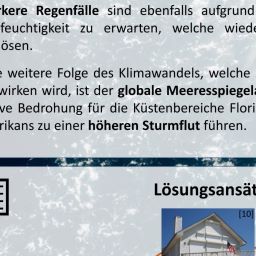 rkere Regenfälle sind ebenfalls aufgrund
feuchtigkeit zu erwarten, welche wiede
ösen.
e weitere Folge des Klimawandels, welche
wirken wird, ist der globale Meeresspiegela
ve Bedrohung für die Küstenbereiche Flori
rikans zu einer höheren Sturmflut führen.
Lösungsansät
[10]